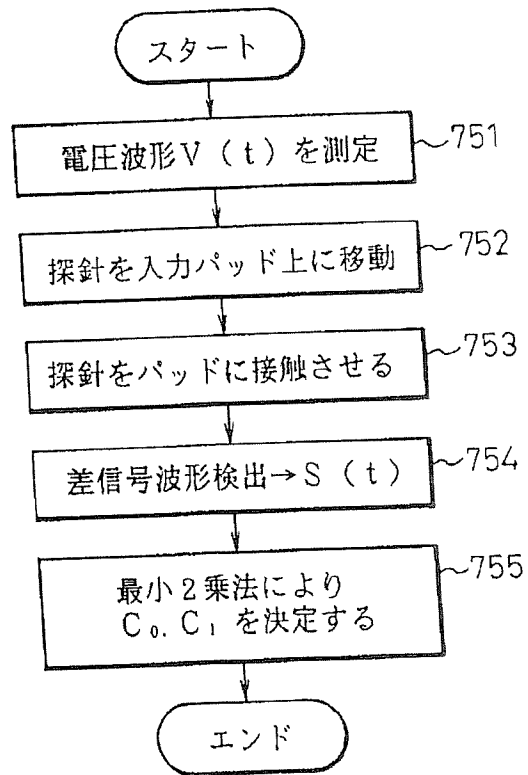 スタート
電圧波形V(t)を測定
751
探針を入力パッド上に移動
752
探針をパッドに接触させる
753
差信号波形検出→S(t)
754
最小2乗法により
C₀. C₁を決定する
755
エンド